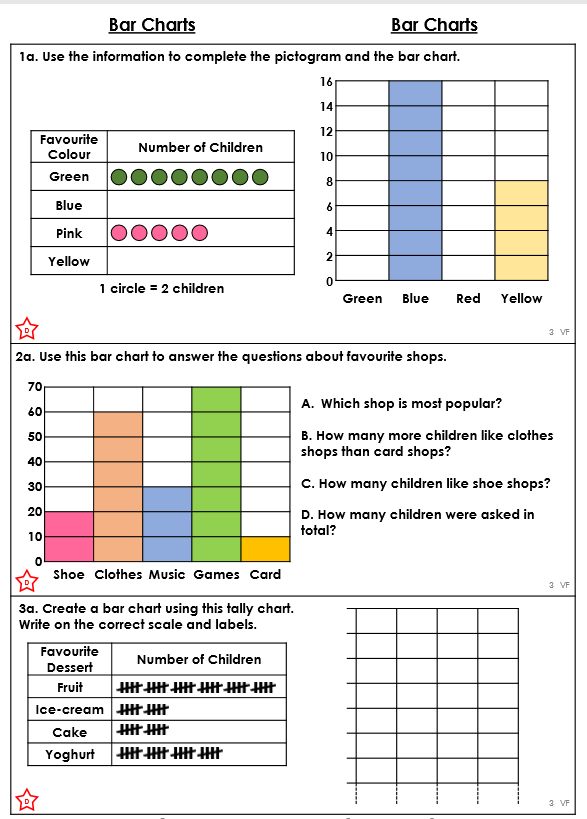 Bar Charts
Bar Charts
1a. Use the information to complete the pictogram and the bar chart.
Favourite
Colour
Number of Children
Green
Blue
Pink
Yellow
1 circle = 2 children
16
14
12
10
8
6
4
2
0
Green Blue Red Yellow
D
3 VF
2a. Use this bar chart to answer the questions about favourite shops.
70
60
50
40
30
20
10
0
Shoe Clothes Music Games Card
A. Which shop is most popular?
B. How many more children like clothes
shops than card shops?
C. How many children like shoe shops?
D. How many children were asked in
total?
D
3 VF
3a. Create a bar chart using this tally chart.
Write on the correct scale and labels.
Favourite
Dessert
Number of Children
Fruit
Ice-cream
Cake
Yoghurt
D
3 VF